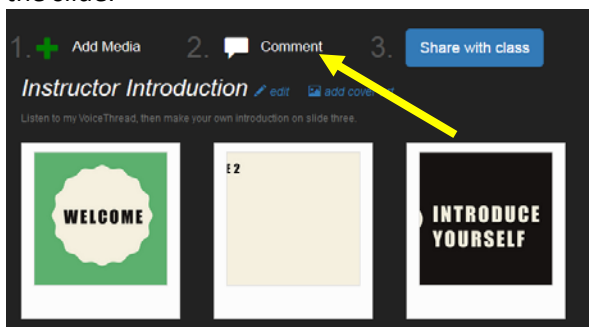 1. Add Media 2. Comment 3. Share with class
Instructor Introduction edit add cover
Listen to my VoiceThread, then make your own introduction on slide three.
WELCOME
E 2
INTRODUCE
YOURSELF